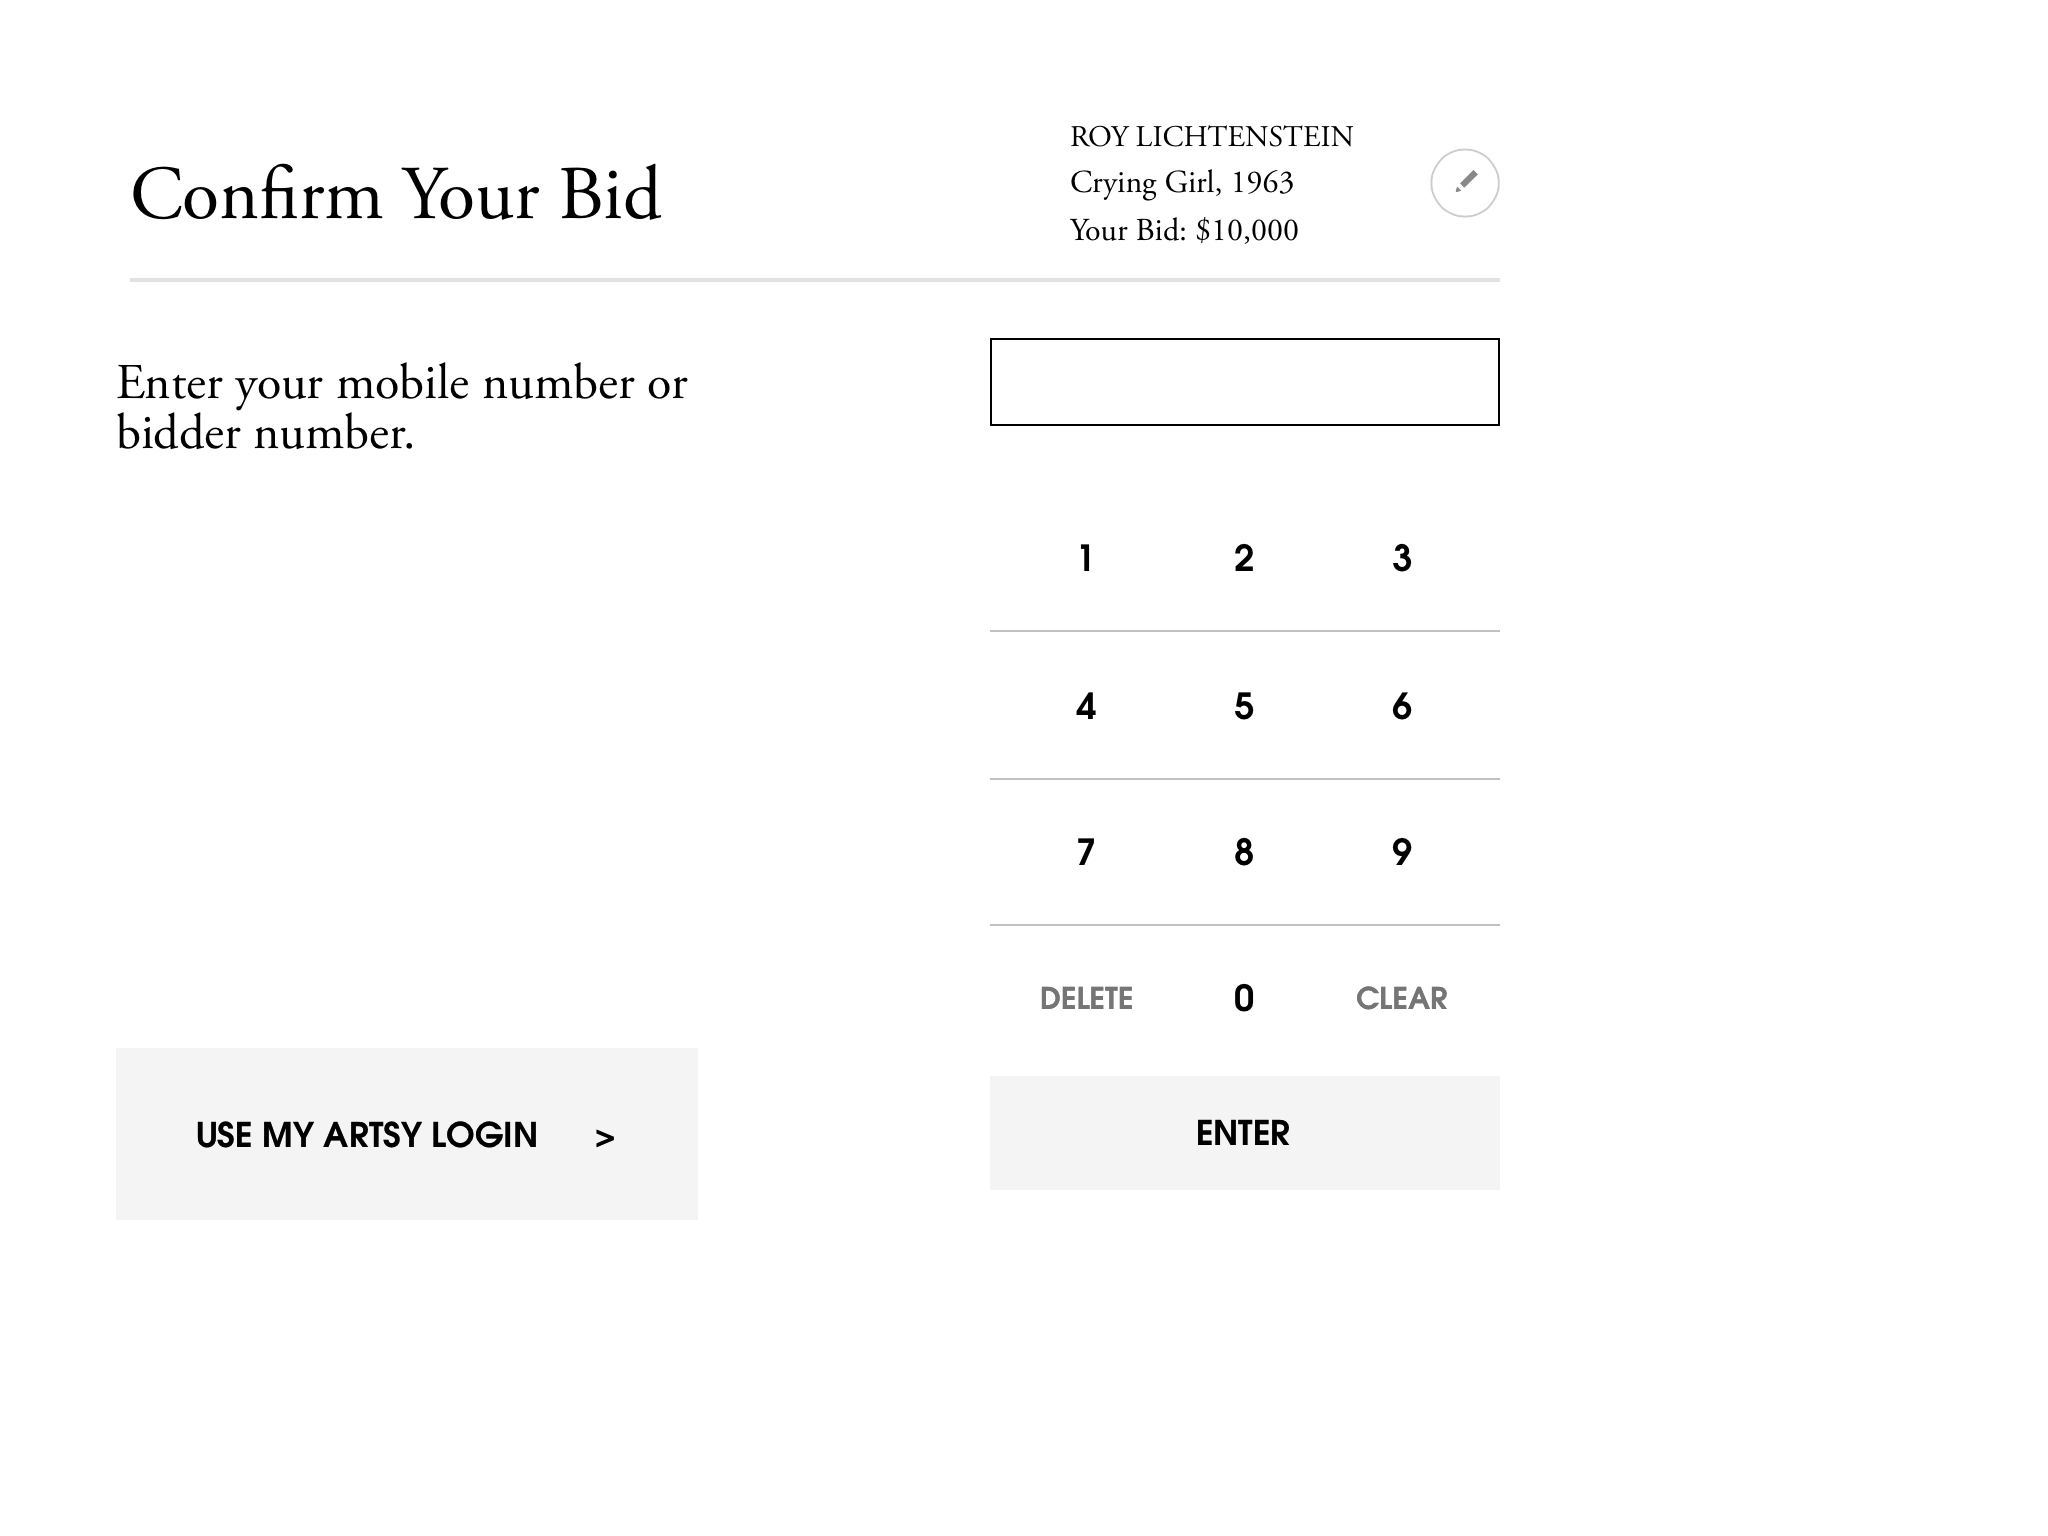 Confirm Your Bid
ROY LICHTENSTEIN
Crying Girl, 1963
Your Bid: $10,000
Enter your mobile number or
bidder number.
1 2 3
4 5 6
7 8 9
DELETE 0 CLEAR
USE MY ARTSY LOGIN >
ENTER